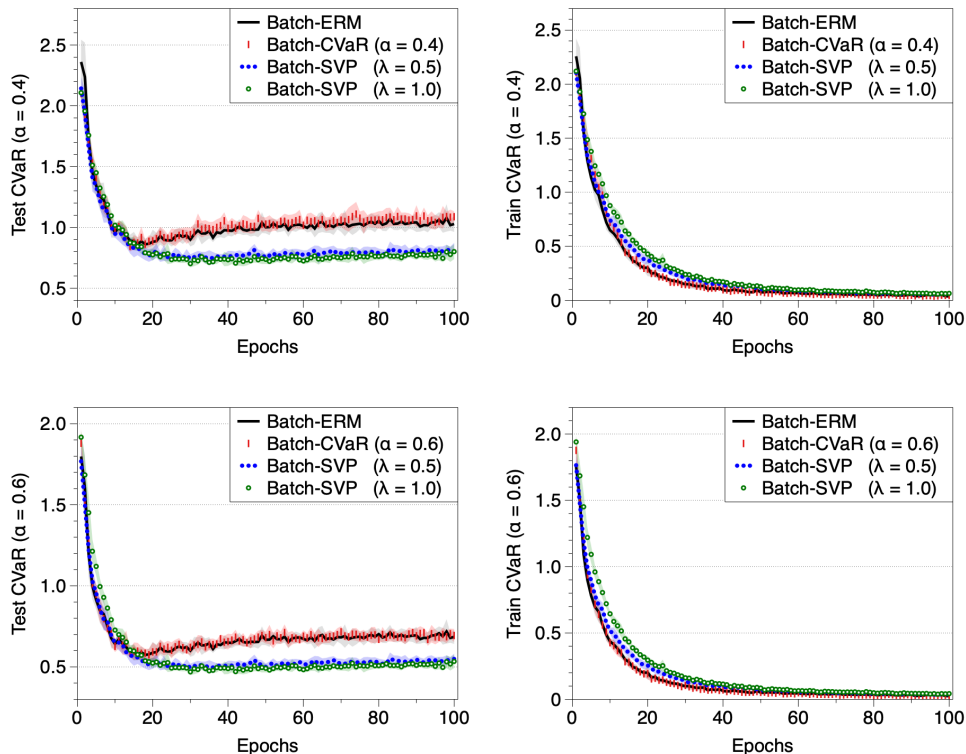 Test CVaR (α = 0.4)
2.5
2.0
1.5
1.0
0.5
0
20
40
60
80
100
Epochs
Batch-ERM
Batch-CVaR (α = 0.4)
Batch-SVP (λ = 0.5)
Batch-SVP (λ = 1.0)
Train CVaR (α = 0.4)
2.5
2.0
1.5
1.0
0.5
0
0
20
40
60
80
100
Epochs
Batch-ERM
Batch-CVaR (α = 0.4)
Batch-SVP (λ = 0.5)
Batch-SVP (λ = 1.0)
Test CVaR (α = 0.6)
2.0
1.5
1.0
0.5
0
20
40
60
80
100
Epochs
Batch-ERM
Batch-CVaR (α = 0.6)
Batch-SVP (λ = 0.5)
Batch-SVP (λ = 1.0)
Train CVaR (α = 0.6)
2.0
1.5
1.0
0.5
0
0
20
40
60
80
100
Epochs
Batch-ERM
Batch-CVaR (α = 0.6)
Batch-SVP (λ = 0.5)
Batch-SVP (λ = 1.0)